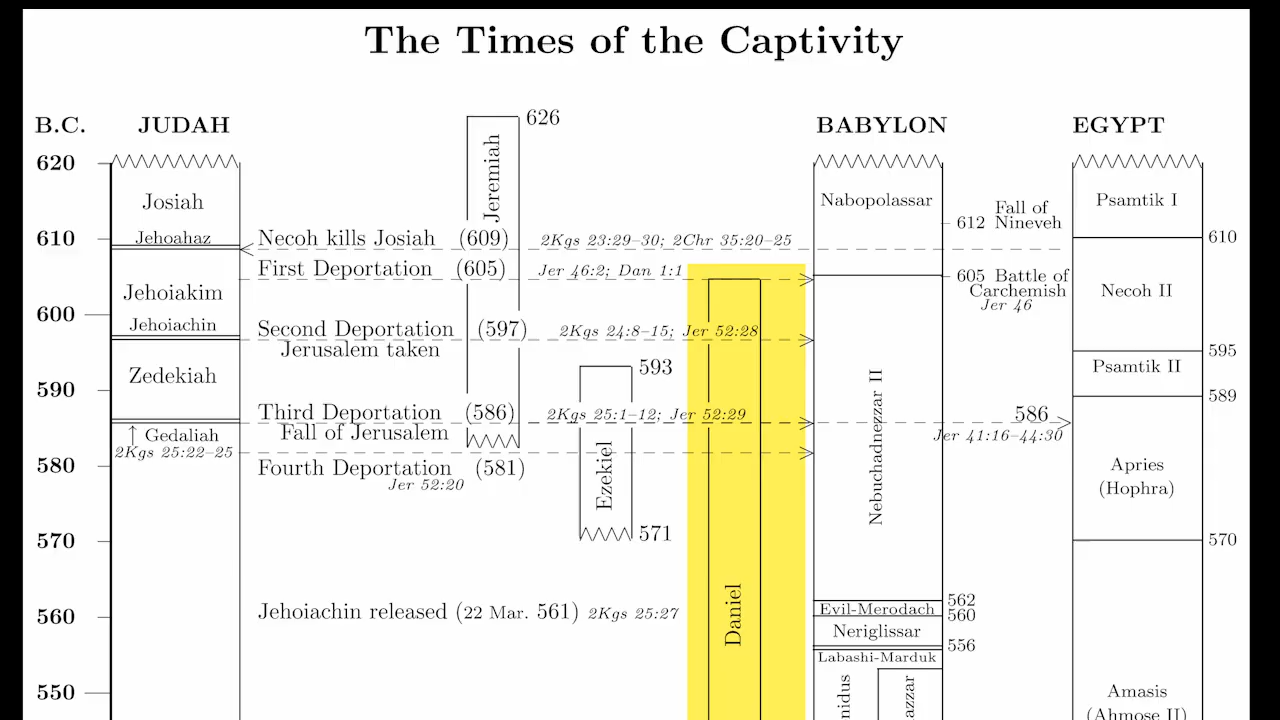 The Times of the Captivity
B.C. JUDAH BABYLON EGYPT
626
Jeremiah
620
Josiah
Nabopolassar
Psamtik I
Fall of
612 Nineveh
610
Jehoahaz
Necoh kills Josiah (609) 2Kgs 23:29–30; 2Chr 35:20–25
610
First Deportation (605) Jer 46:2; Dan 1:1
605 Battle of
Carchemish
Jer 46
Jehoiakim
Necoh II
600
Jehoiachin
Second Deportation (597) 2Kgs 24:8–15; Jer 52:28
Jerusalem taken
595
Psamtik II
593
Zedekiah
590
589
Third Deportation (586) 2Kgs 25:1–12; Jer 52:29
Fall of Jerusalem
586
Jer 41:16–44:30
↑ Gedaliah
2Kgs 25:22–25
Nebuchadnezzar II
580
Fourth Deportation (581)
Jer 52:20
Ezekiel
Apries
(Hophra)
570
571
570
Daniel
562
Evil-Merodach
560
Jehoiachin released (22 Mar. 561) 2Kgs 25:27
560
Neriglissar
556
Labashi-Marduk
550
nidus
azzar
Amasis
(Ahmose II)